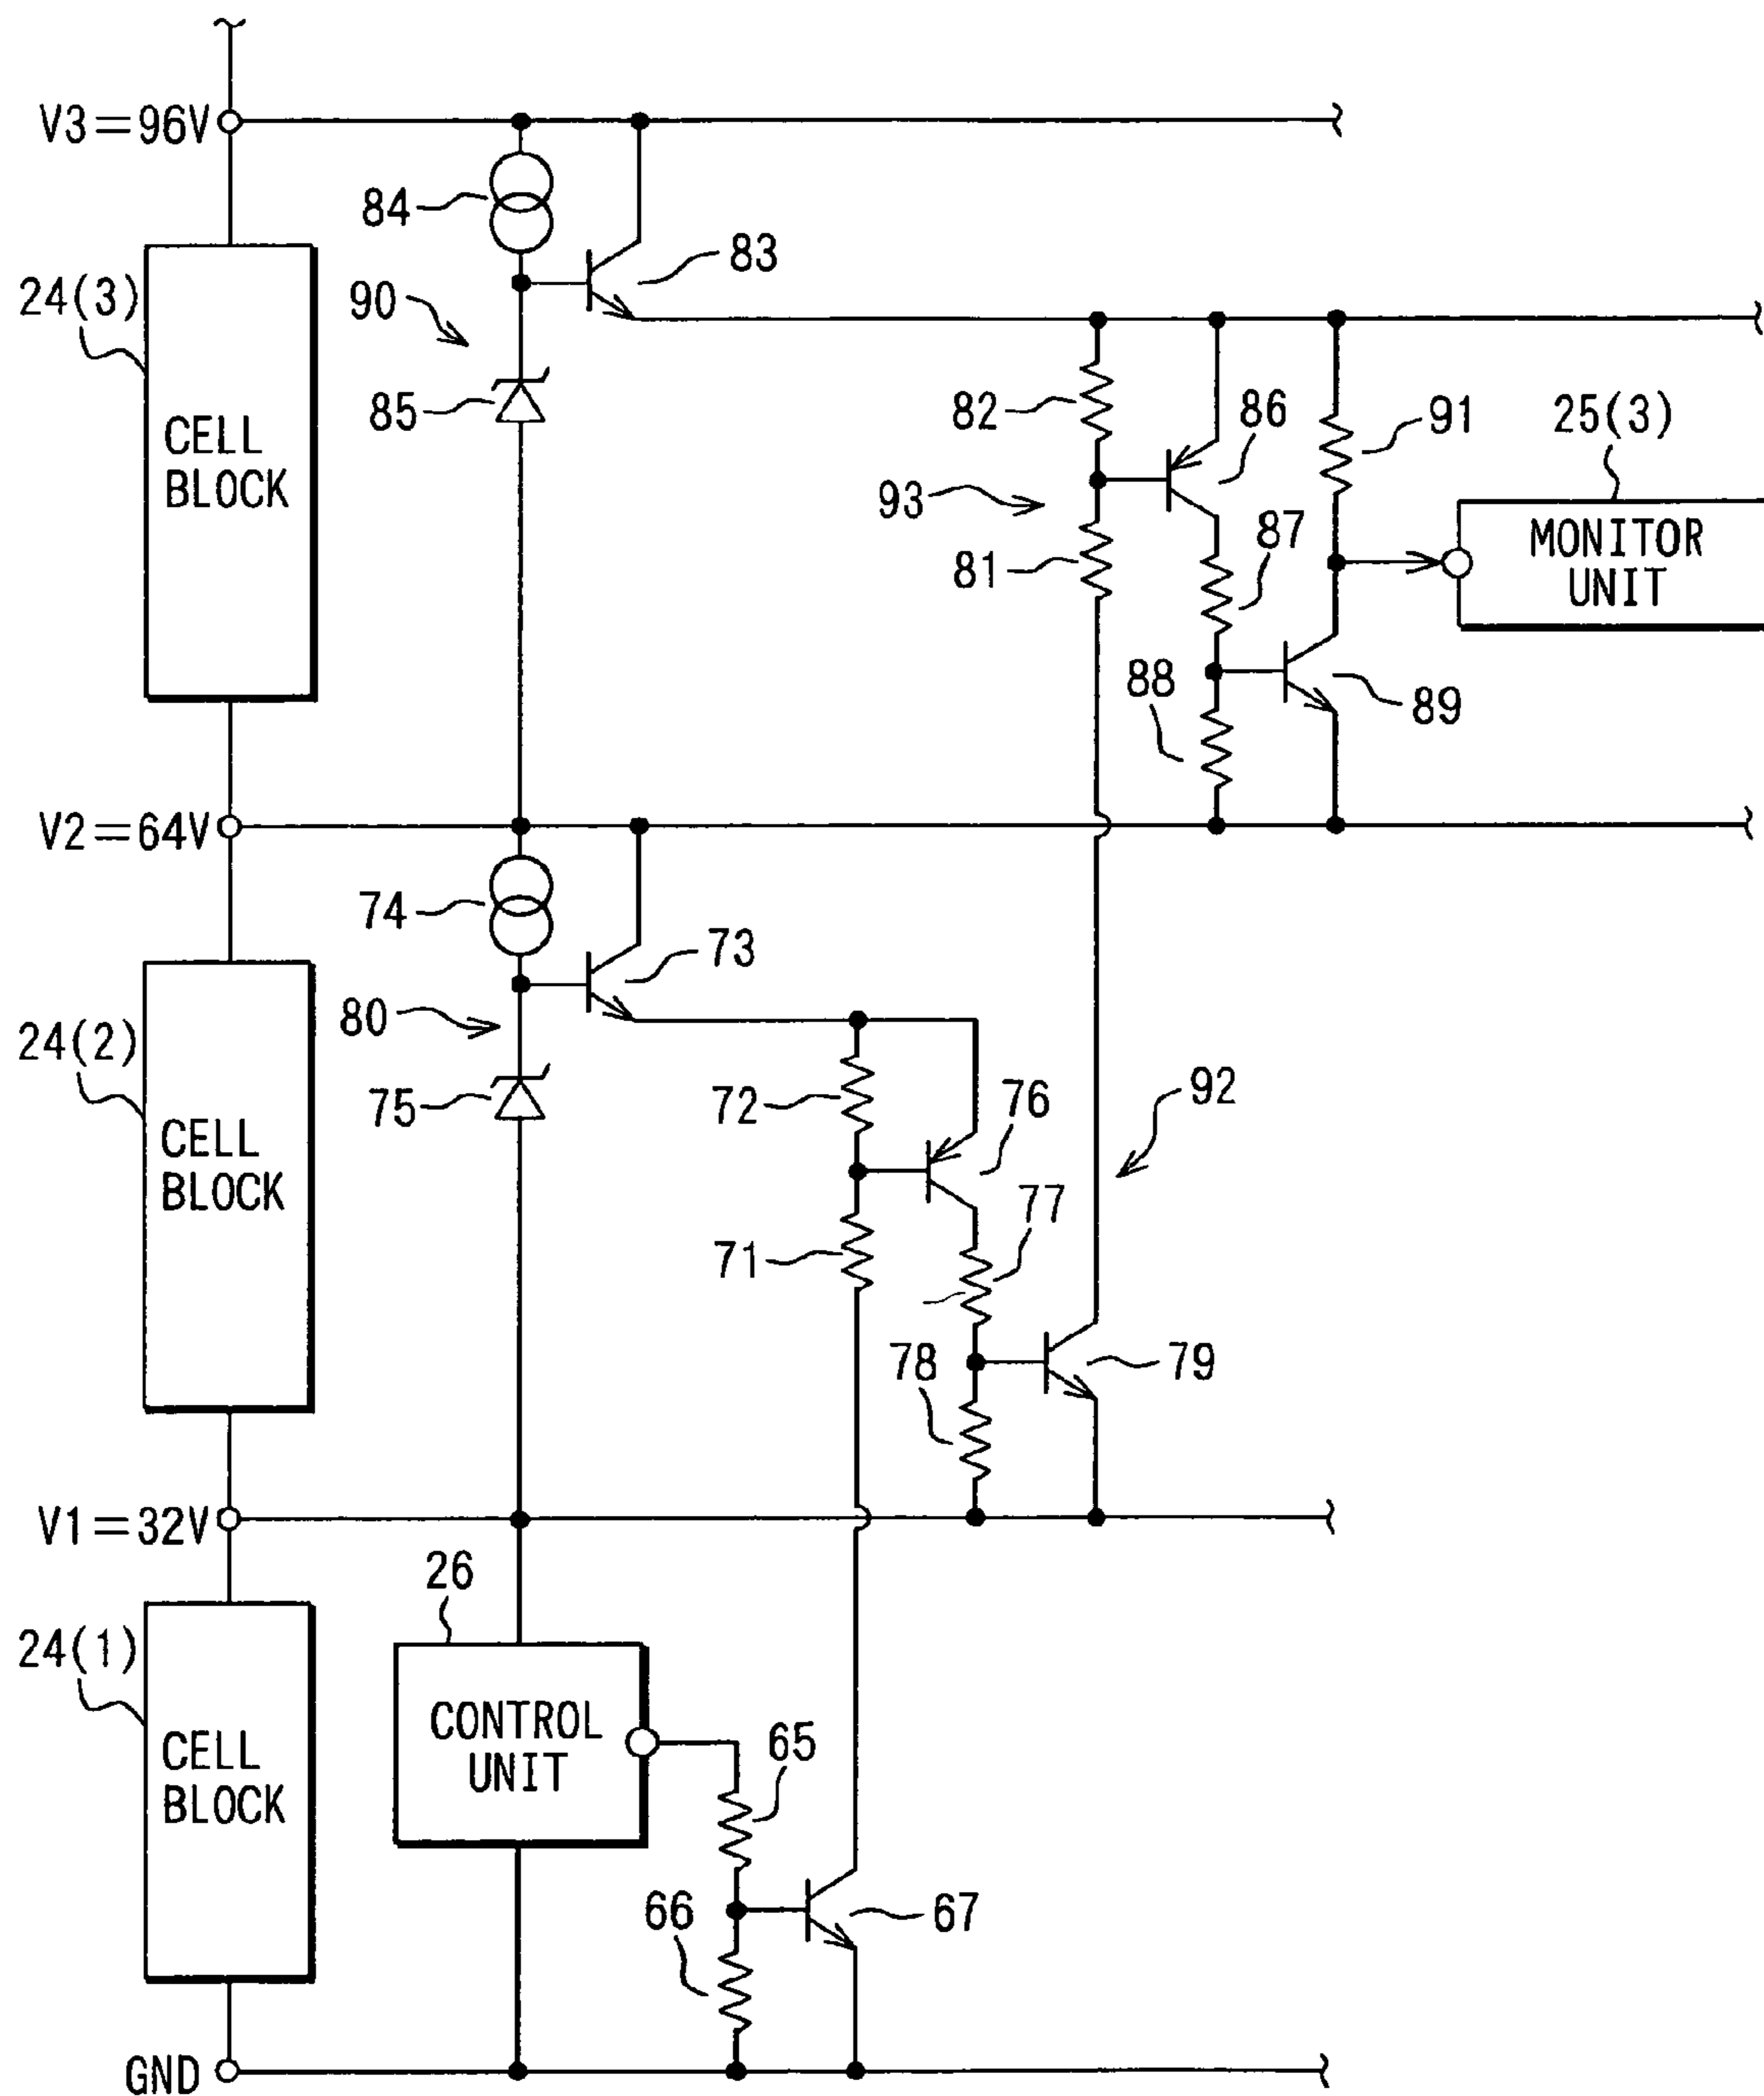 V3=96V
84
83
24(3)
90
85
CELL
BLOCK
82
86
91
25(3)
93
87
MONITOR
UNIT
81
88
89
V2=64V
74
73
80
24(2)
75
72
76
92
CELL
BLOCK
71
77
78
79
V1=32V
26
24(1)
CONTROL
UNIT
65
CELL
BLOCK
66
67
GND